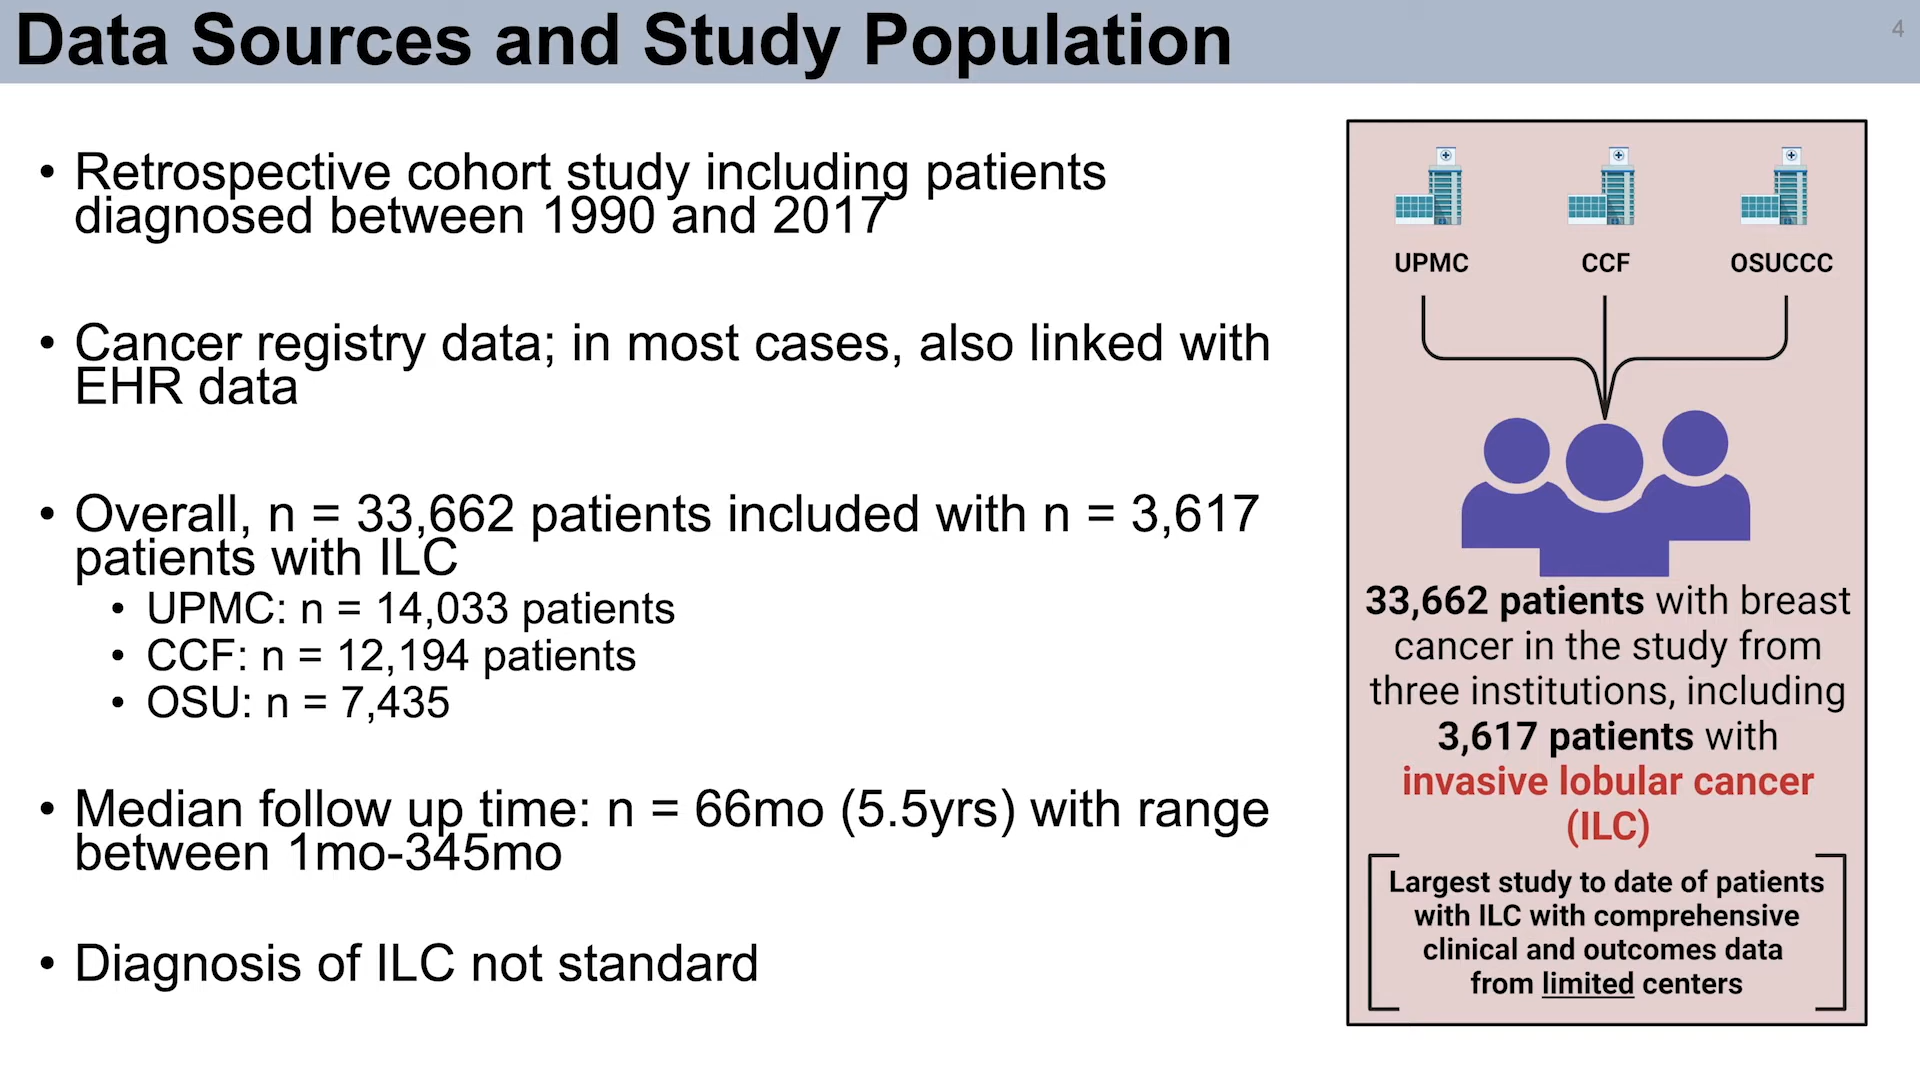 Data Sources and Study Population
4
• Retrospective cohort study including patients
diagnosed between 1990 and 2017
• Cancer registry data; in most cases, also linked with
EHR data
• Overall, n = 33,662 patients included with n = 3,617
patients with ILC
• UPMC: n = 14,033 patients
• CCF: n = 12,194 patients
• OSU: n = 7,435
• Median follow up time: n = 66mo (5.5yrs) with range
between 1mo-345mo
• Diagnosis of ILC not standard
UPMC CCF OSUCCC
33,662 patients with breast
cancer in the study from
three institutions, including
3,617 patients with
invasive lobular cancer
(ILC)
Largest study to date of patients
with ILC with comprehensive
clinical and outcomes data
from limited centers